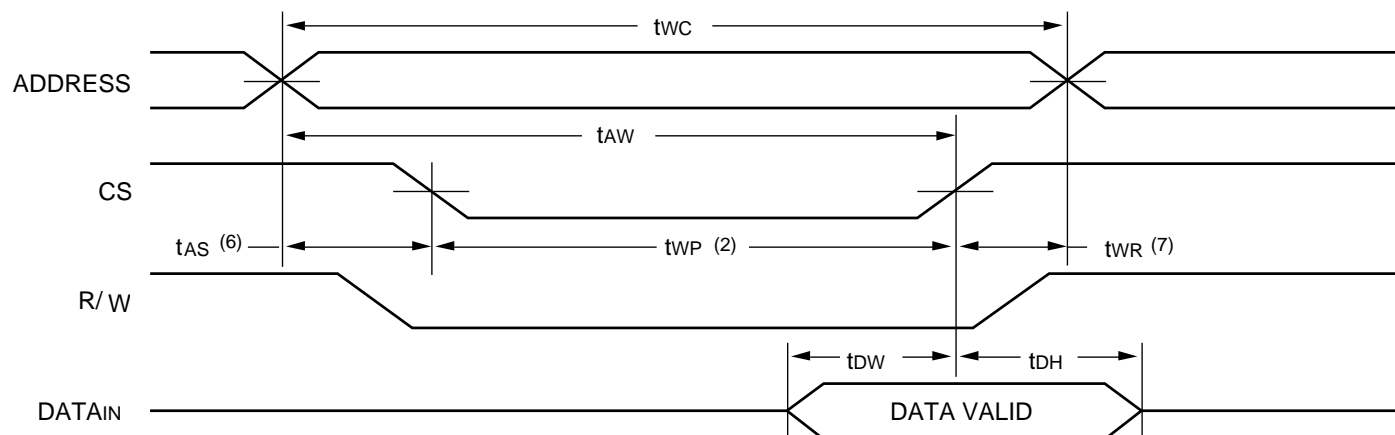 tWC
ADDRESS
tAW
CS
tAS (6)
tWP (2)
tWR (7)
R/W
tDW
tDH
DATAIN
DATA VALID